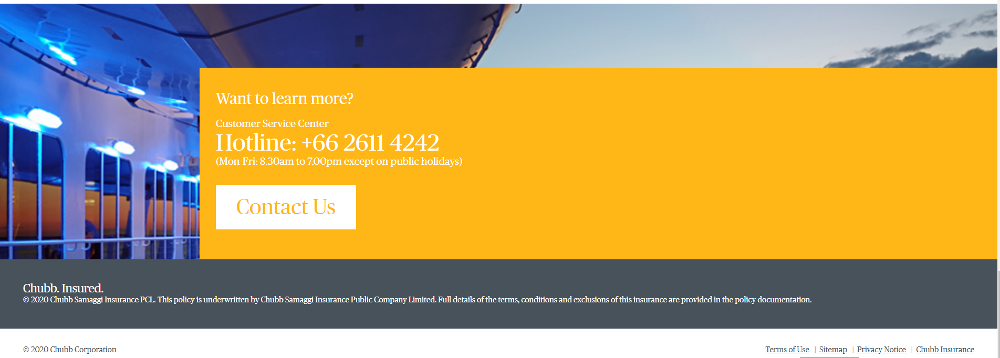 Want to learn more?
Customer Service Center
Hotline: +66 2611 4242
(Mon-Fri: 8.30am to 7.00pm except on public holidays)
Contact Us
Chubb. Insured.
© 2020 Chubb Samaggi Insurance PCL. This policy is underwritten by Chubb Samaggi Insurance Public Company Limited. Full details of the terms, conditions and exclusions of this insurance are provided in the policy documentation.
© 2020 Chubb Corporation
Terms of Use | Sitemap | Privacy Notice | Chubb Insurance